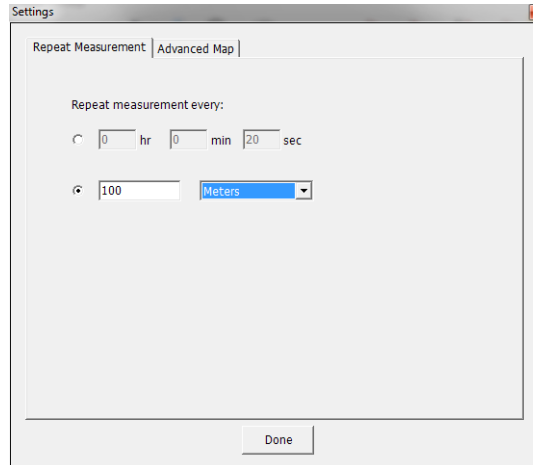 Settings
Repeat Measurement Advanced Map
Repeat measurement every:
0 hr 0 min 20 sec
100 Meters
Done